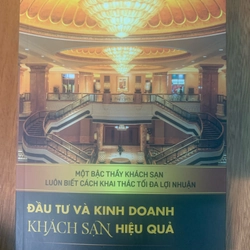 MỘT BẬC THẦY KHÁCH SẠN
LUÔN BIẾT CÁCH KHAI THÁC TỐI ĐA LỢI NHUẬN
ĐẦU TƯ VÀ KINH DOANH
KHÁCH SẠN HIỆU QUẢ